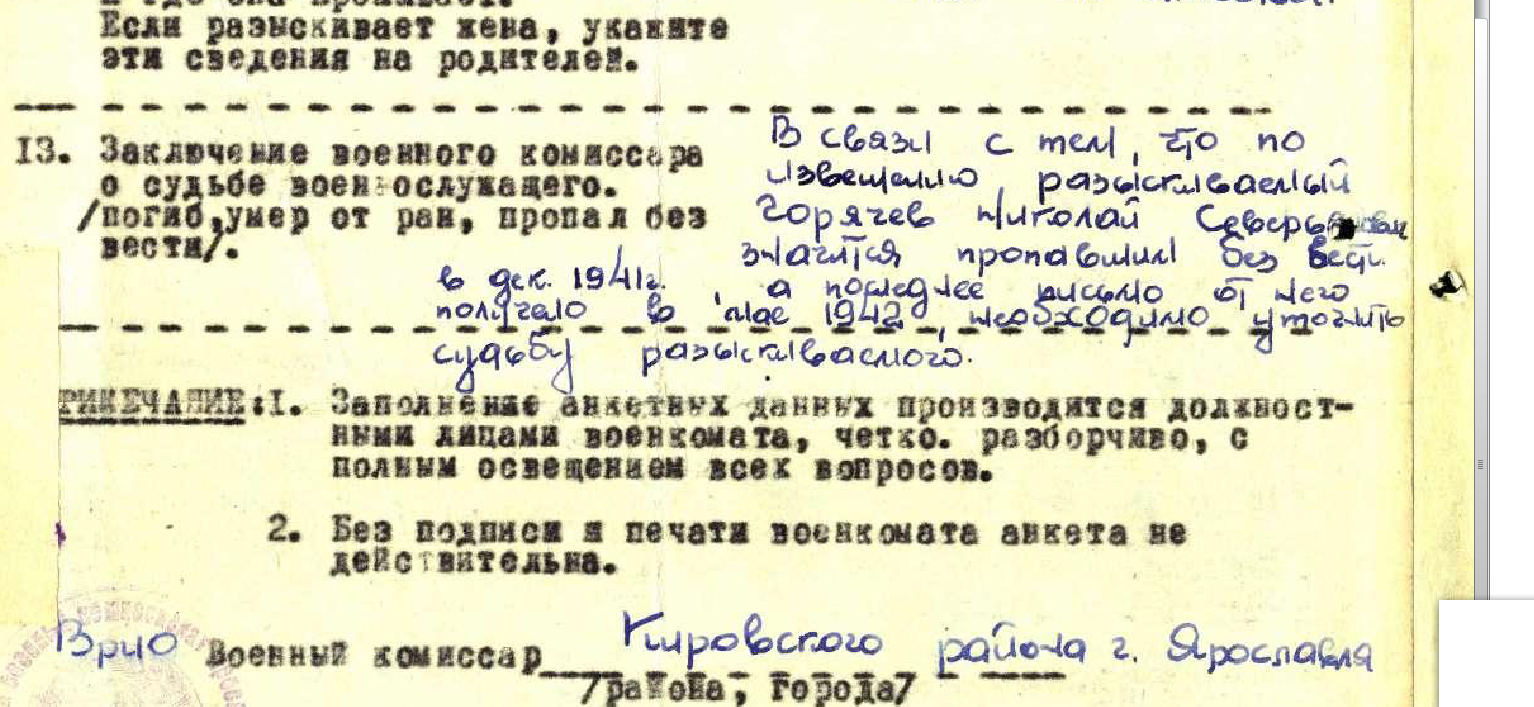 Если разыскивает жена, укажите
эти сведения на родителей.
13. Заключение военного комиссара
о судьбе военнослужащего.
/погиб,умер от ран, пропал без
вести/.
В связи с тем, что по
извещению разыскиваемый
Горячев Николай
значится пропавшим без вести
в дек. 1941г. а последнее письмо от него
получено в мае 1942, необходимо уточнить
судьбу разыскиваемого.
ПРИМЕЧАНИЕ:1. Заполнение анкетных данных производится должност-
ными лицами военкомата, четко. разборчиво, с
полным освещением всех вопросов.
2. Без подписи и печати военкомата анкета не
действительна.
Врио Военный комиссар Кировского района г. Ярославля
/района, города/